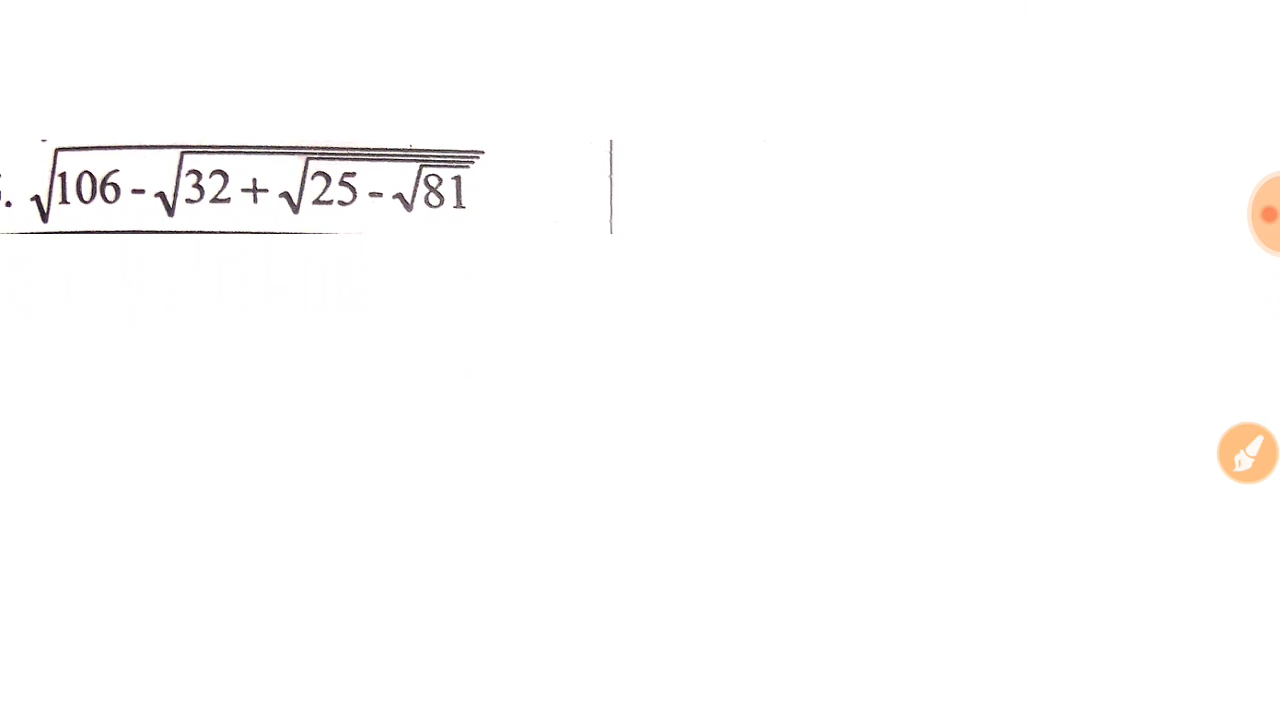 . √106 - √32 + √25 - √81